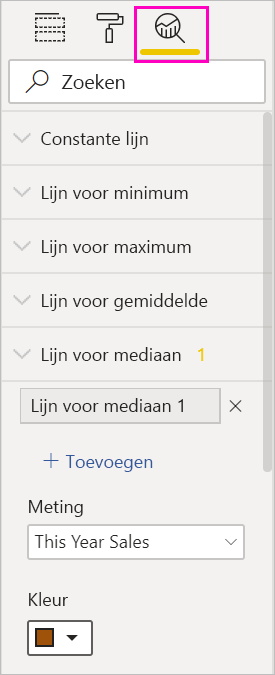 Zoeken
Constante lijn
Lijn voor minimum
Lijn voor maximum
Lijn voor gemiddelde
Lijn voor mediaan 1
Lijn voor mediaan 1
Toevoegen
Meting
This Year Sales
Kleur